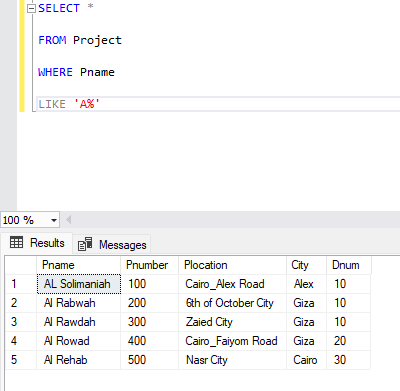 SELECT *
FROM Project
WHERE Pname
LIKE 'A%'
100 %
Results Messages
Pname Pnumber Plocation City Dnum
1 AL Solimaniah 100 Cairo_Alex Road Alex 10
2 Al Rabwah 200 6th of October City Giza 10
3 Al Rawdah 300 Zaied City Giza 10
4 Al Rowad 400 Cairo_Faiyom Road Giza 20
5 Al Rehab 500 Nasr City Cairo 30